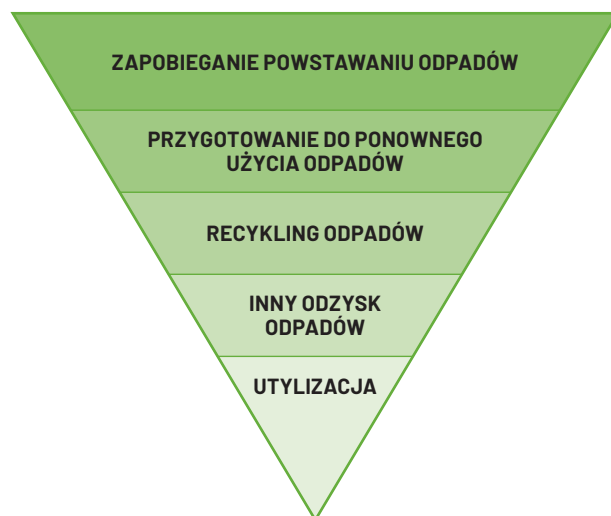 ZAPOBIEGANIE POWSTAWANIU ODPADÓW
PRZYGOTOWANIE DO PONOWNEGO
UŻYCIA ODPADÓW
RECYKLING ODPADÓW
INNY ODZYSK
ODPADÓW
UTYLIZACJA